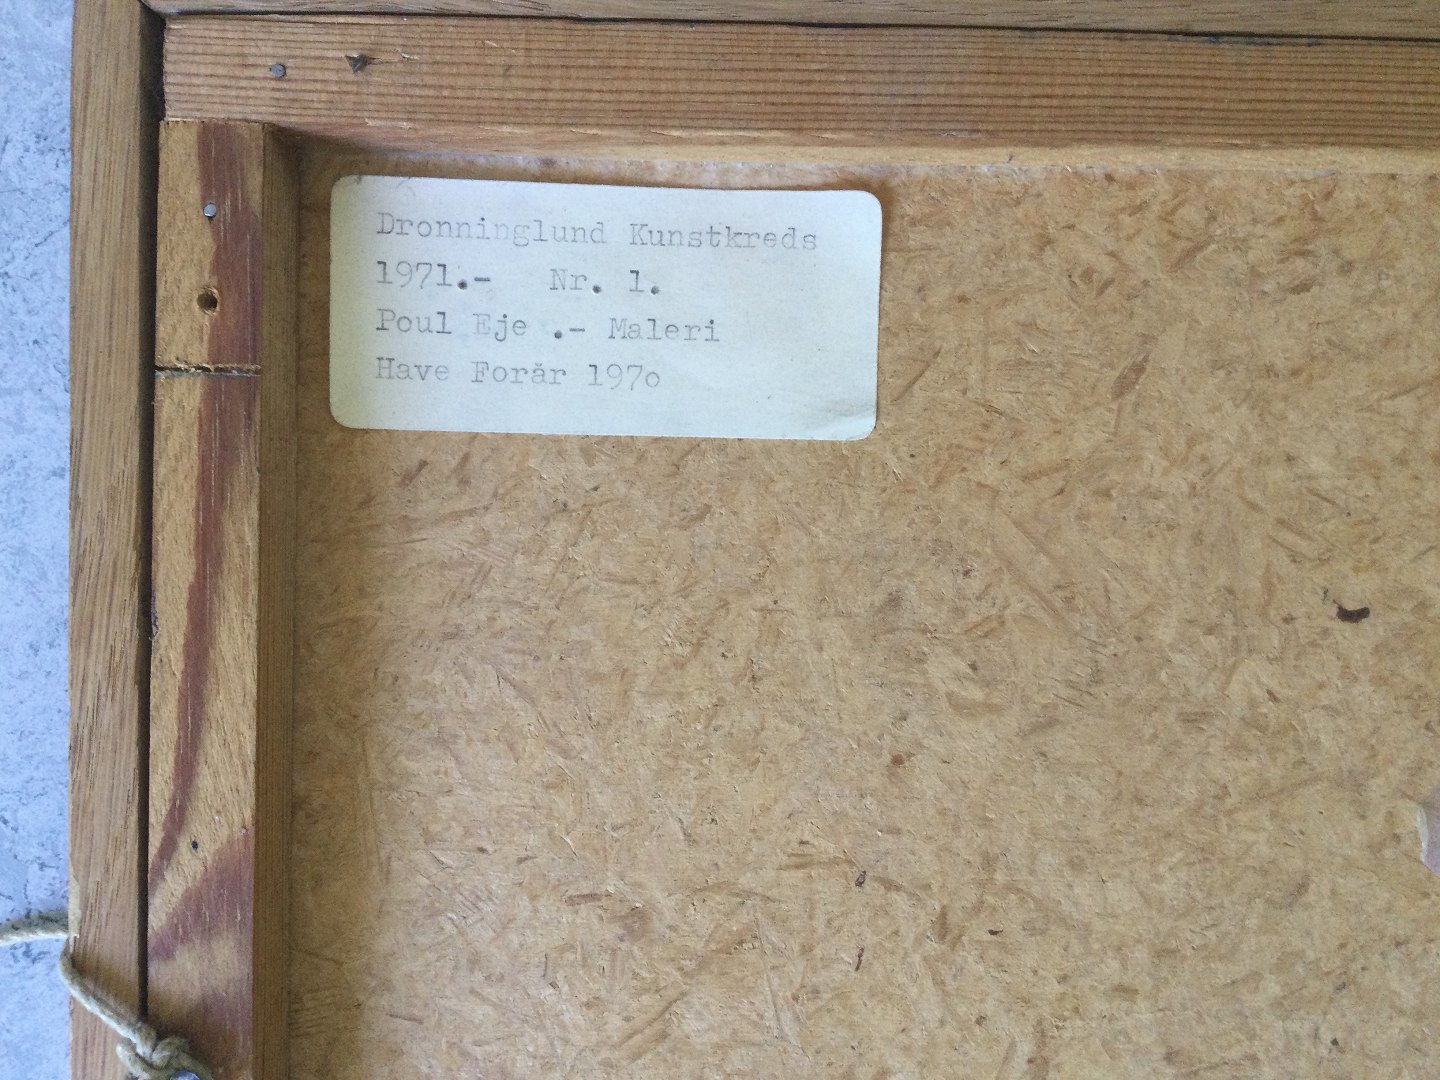 Dronninglund Kunstkreds
1971.- Nr. 1.
Poul Eje .- Maleri
Have Forår 197o